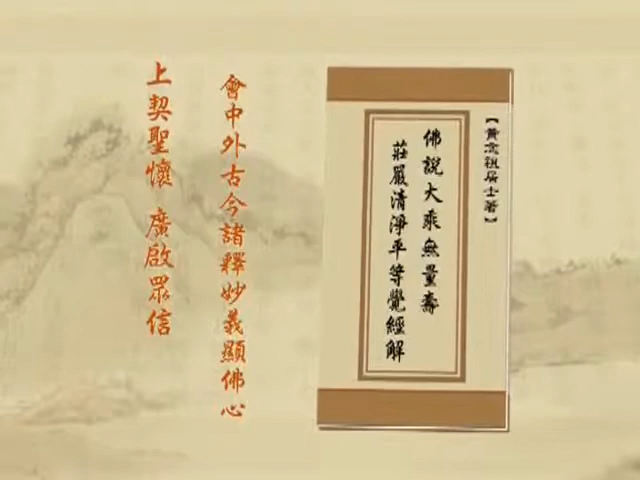 【黃念祖居士著】
佛說大乘無量壽
莊嚴清淨平等覺經解
會中外古今諸釋妙義顯佛心
上契聖懷 廣啟眾信